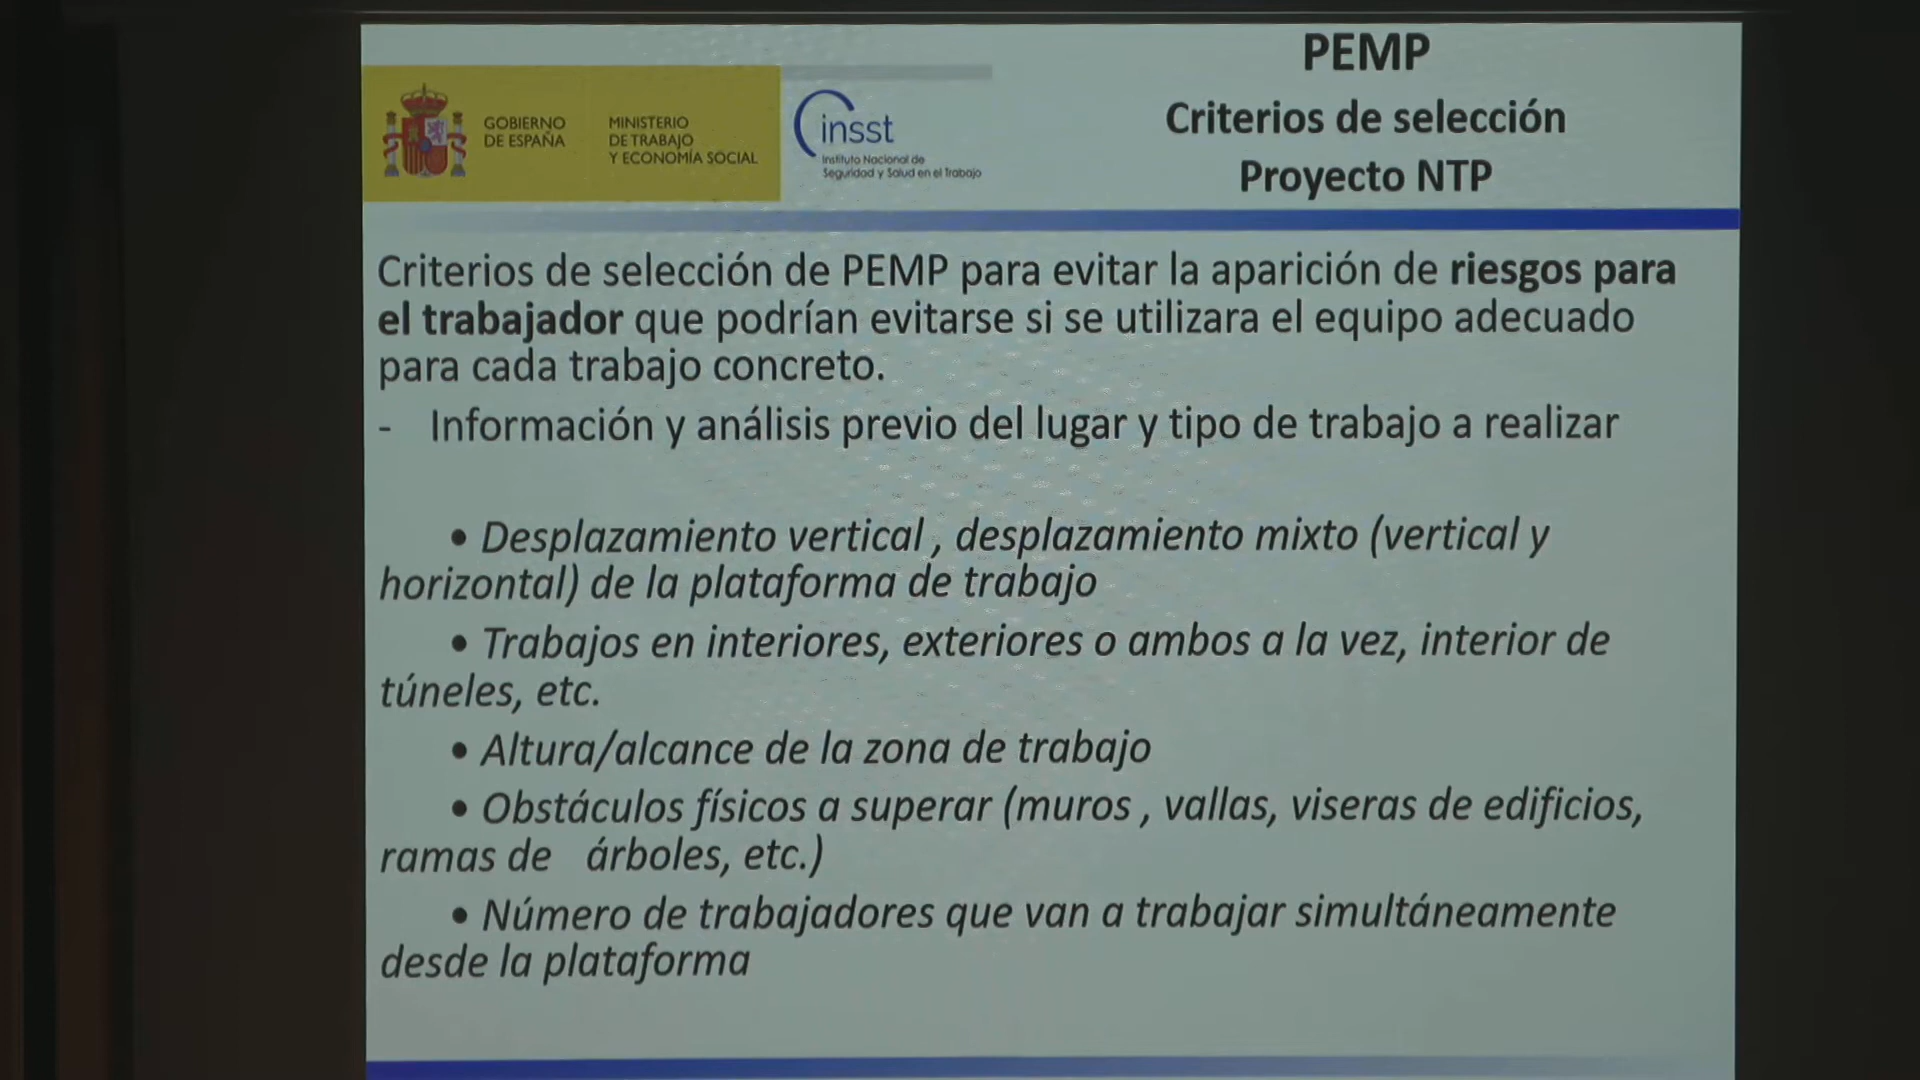 PEMP
Criterios de selección
Proyecto NTP
GOBIERNO
DE ESPAÑA
MINISTERIO
DE TRABAJO
Y ECONOMÍA SOCIAL
insst
Instituto Nacional de
Seguridad y Salud en el Trabajo
Criterios de selección de PEMP para evitar la aparición de riesgos para
el trabajador que podrían evitarse si se utilizara el equipo adecuado
para cada trabajo concreto.
- Información y análisis previo del lugar y tipo de trabajo a realizar
• Desplazamiento vertical , desplazamiento mixto (vertical y
horizontal) de la plataforma de trabajo
• Trabajos en interiores, exteriores o ambos a la vez, interior de
túneles, etc.
• Altura/alcance de la zona de trabajo
• Obstáculos físicos a superar (muros , vallas, viseras de edificios,
ramas de árboles, etc.)
• Número de trabajadores que van a trabajar simultáneamente
desde la plataforma